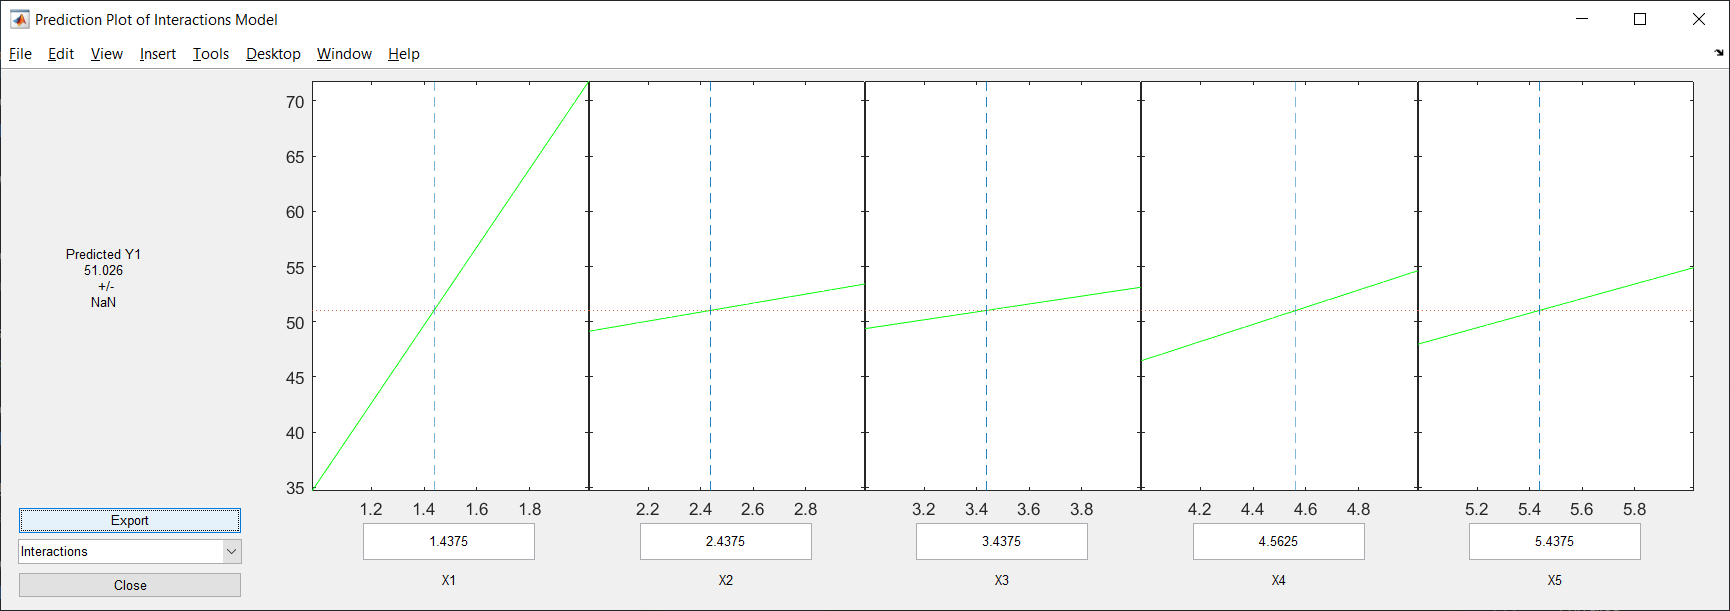 Prediction Plot of Interactions Model
File Edit View Insert Tools Desktop Window Help
70
65
60
55
50
45
40
35
Predicted Y1
51.026
+/-
NaN
1.2 1.4 1.6 1.8 2.2 2.4 2.6 2.8 3.2 3.4 3.6 3.8 4.2 4.4 4.6 4.8 5.2 5.4 5.6 5.8
Export
1.4375 2.4375 3.4375 4.5625 5.4375
Interactions
X1 X2 X3 X4 X5
Close